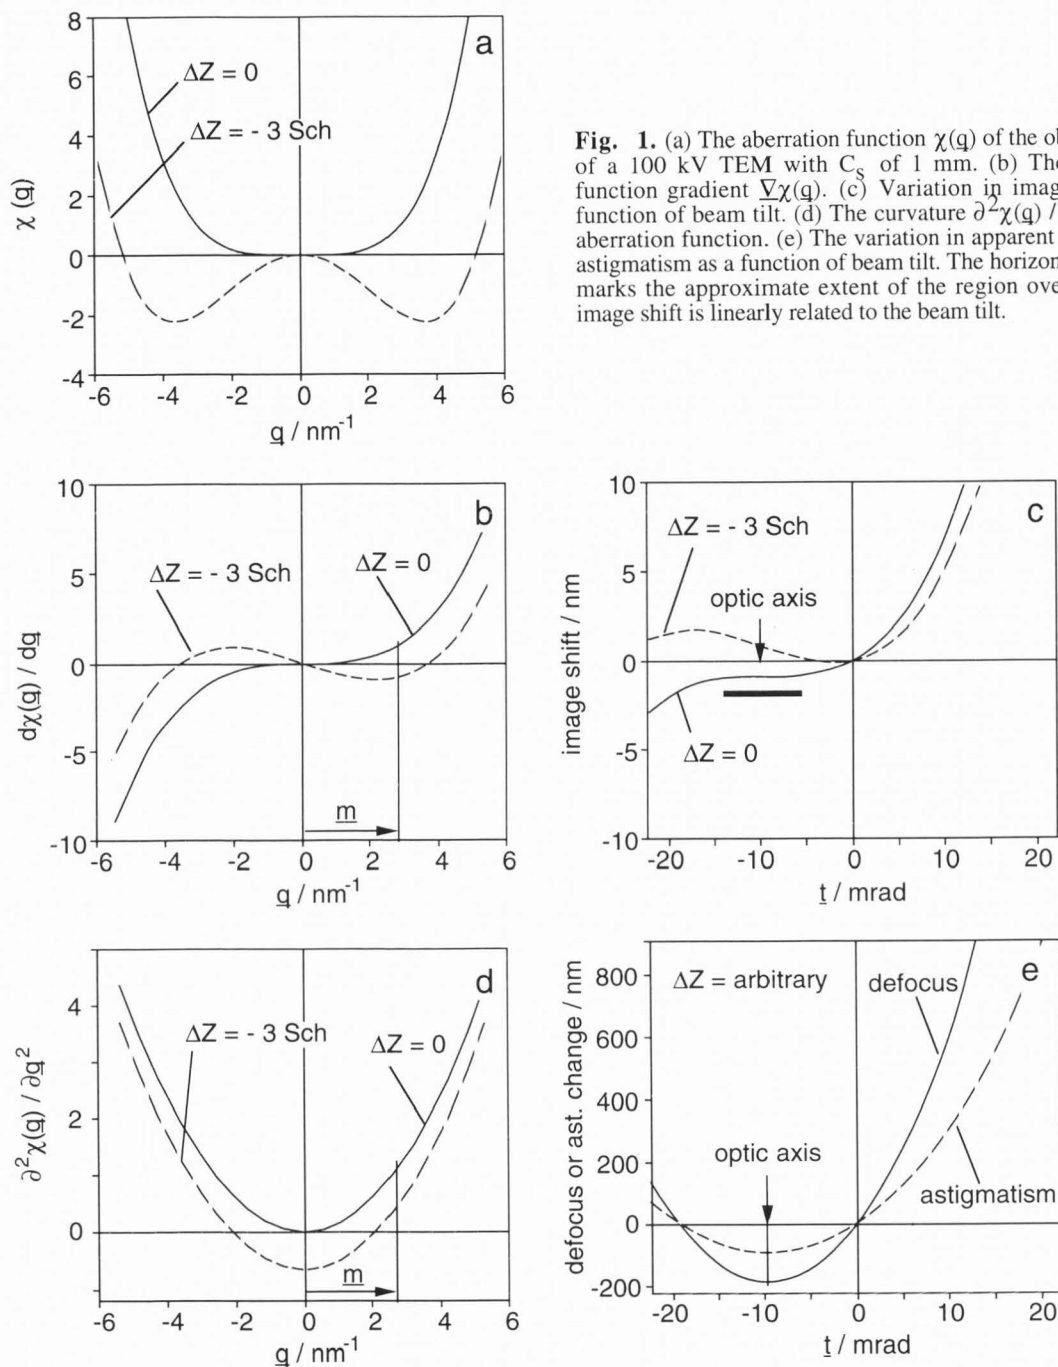 a
8
6
4
2
0
-2
-4
χ (q)
ΔZ = 0
ΔZ = - 3 Sch
-6 -4 -2 0 2 4 6
q / nm-1
Fig. 1. (a) The aberration function χ(q) of the
of a 100 kV TEM with Cs of 1 mm. (b) The
function gradient ∇χ(q). (c) Variation in
function of beam tilt. (d) The curvature ∂2χ(q) /
aberration function. (e) The variation in apparent
astigmatism as a function of beam tilt. The
marks the approximate extent of the region
image shift is linearly related to the beam tilt.
b
10
5
0
-5
-10
dχ(q) / dq
ΔZ = - 3 Sch
ΔZ = 0
m
-6 -4 -2 0 2 4 6
q / nm-1
c
10
5
0
-5
-10
image shift / nm
ΔZ = - 3 Sch
optic axis
ΔZ = 0
-20 -10 0 10 20
t / mrad
d
4
2
0
∂2χ(q) / ∂q2
ΔZ = - 3 Sch
ΔZ = 0
m
-6 -4 -2 0 2 4 6
q / nm-1
e
800
600
400
200
0
-200
defocus or ast. change / nm
ΔZ = arbitrary
defocus
optic axis
astigmatism
-20 -10 0 10 20
t / mrad